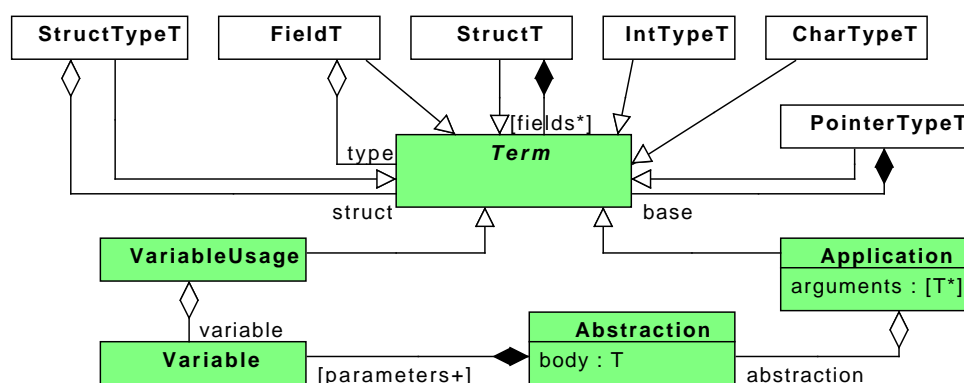 StructTypeT
FieldT
StructT
IntTypeT
CharTypeT
[fields*]
PointerTypeT
Term
type
struct
base
VariableUsage
Application
arguments : [T*]
variable
Abstraction
Variable
body : T
[parameters+]
abstraction